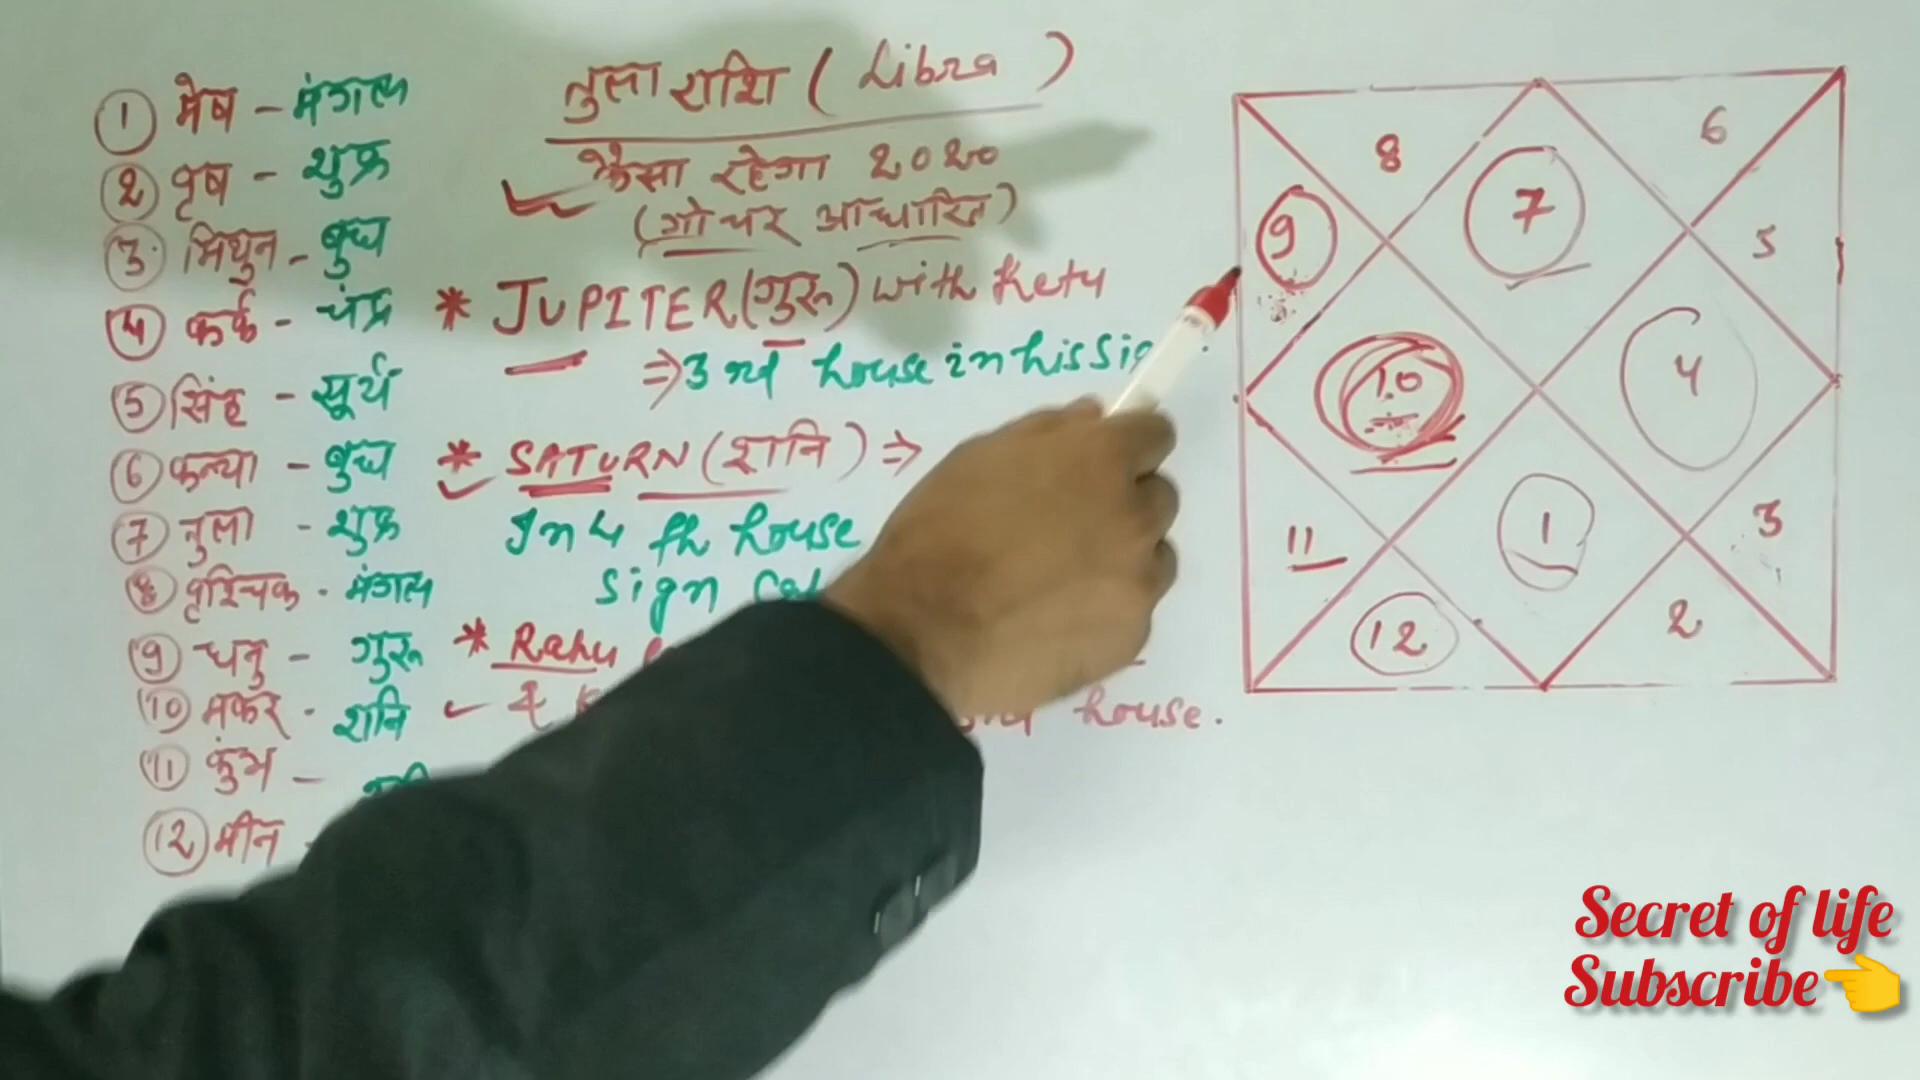 ① मेष - मंगल
② वृष - शुक्र
③ मिथुन - बुध
④ कर्क - चंद्र
⑤ सिंह - सूर्य
⑥ कन्या - बुध
⑦ तुला - शुक्र
⑧ वृश्चिक - मंगल
⑨ धनु - गुरू
⑩ मकर - शनि
⑪ कुंभ -
⑫ मीन -
तुला राशि (Libra)
कैसा रहेगा 2020
(गोचर आधारित)
* JUPITER (गुरू) with Ketu
⇒ 3rd house in his
* SATURN (शनि) ⇒
In 4th house
sign
* Rahu
&
house.
8
7
6
9
5
10
4
11
1
3
12
2
Secret of life
Subscribe